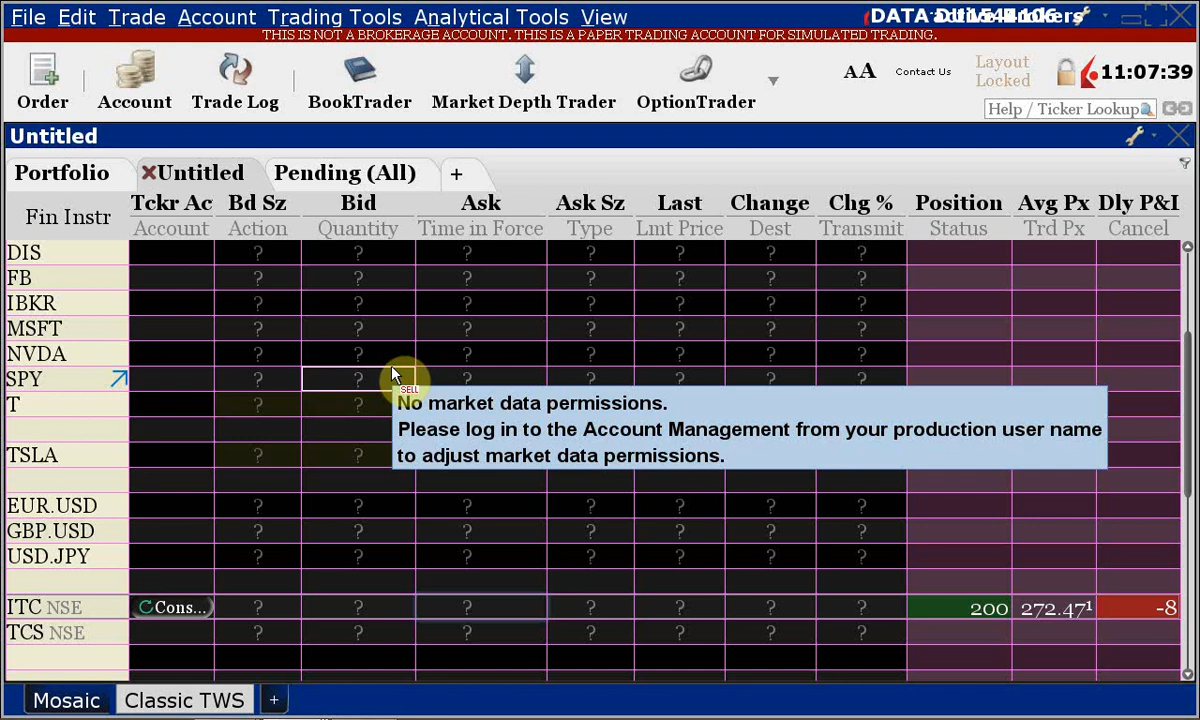 File Edit Trade Account Trading Tools Analytical Tools View
THIS IS NOT A BROKERAGE ACCOUNT. THIS IS A PAPER TRADING ACCOUNT FOR SIMULATED TRADING.
Order Account Trade Log BookTrader Market Depth Trader OptionTrader AA Contact Us Layout Locked 11:07:39
Help / Ticker Lookup
Untitled
Portfolio Untitled Pending (All) +
Fin Instr Tckr Ac Bd Sz Bid Ask Ask Sz Last Change Chg % Position Avg Px Dly P&I
Account Action Quantity Time in Force Type Lmt Price Dest Transmit Status Trd Px Cancel
DIS ? ? ? ? ? ? ?
FB ? ? ? ? ? ? ?
IBKR ? ? ? ? ? ? ?
MSFT ? ? ? ? ? ? ?
NVDA ? ? ? ? ? ? ?
SPY ? ? ? ? ? ? ?
SELL
T ? ?
No market data permissions.
Please log in to the Account Management from your production user name
to adjust market data permissions.
TSLA ? ?
EUR.USD ? ? ? ? ? ? ?
GBP.USD ? ? ? ? ? ? ?
USD.JPY ? ? ? ? ? ? ?
ITC NSE Cons... ? ? ? ? ? ? ? 200 272.47¹ -8
TCS NSE ? ? ? ? ? ? ?
Mosaic Classic TWS +